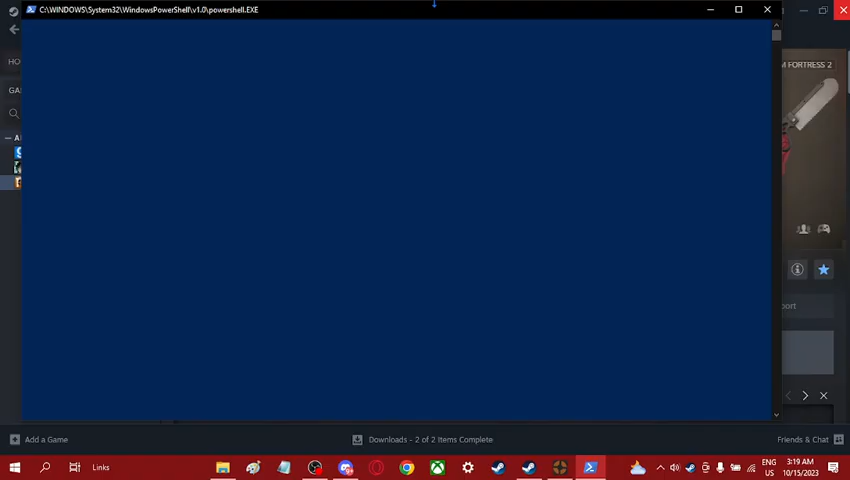 C:\WINDOWS\System32\WindowsPowerShell\v1.0\powershell.EXE
M FORTRESS 2
HO
GA
A
port
Add a Game
Downloads - 2 of 2 Items Complete
Friends & Chat
Links
ENG
US
3:19 AM
10/15/2023